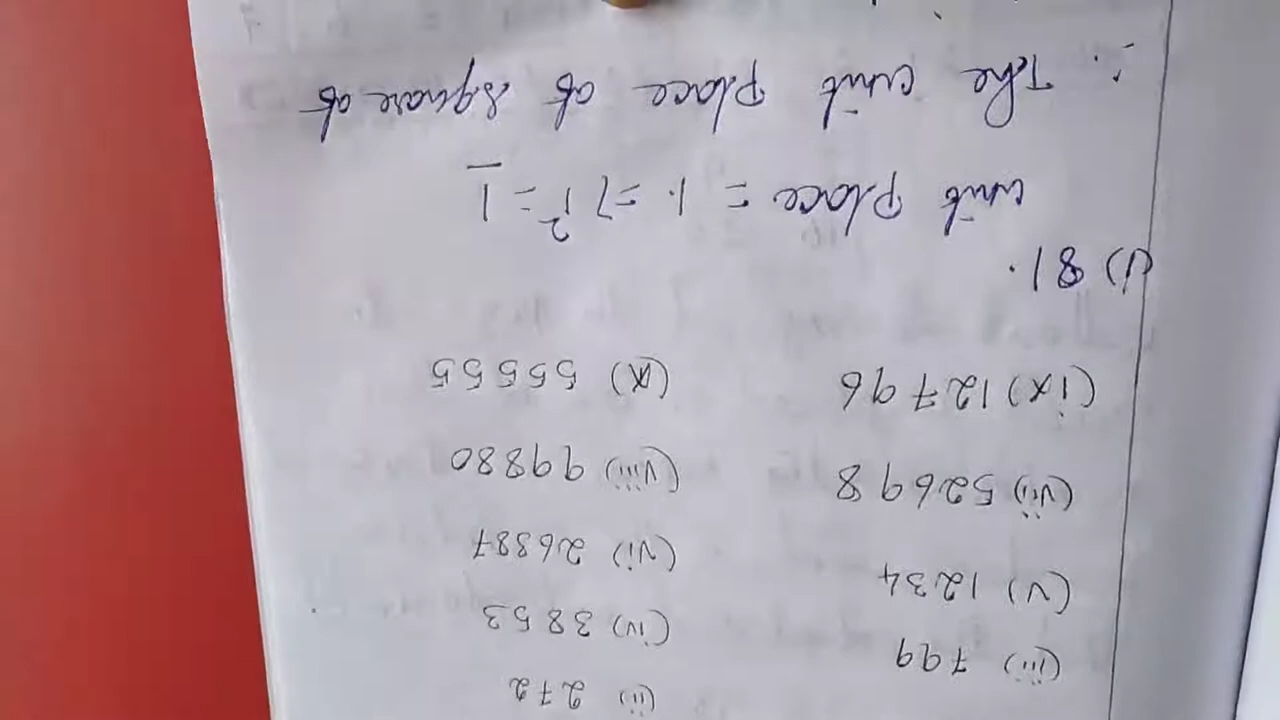 (ii) 272
(iii) 799 (iv) 3853
(v) 1234 (vi) 26387
(vii) 52698 (viii) 99880
(ix) 12796 (x) 55555
i) 81.
unit place = 1. => 1² = 1
∴ The unit place of square of